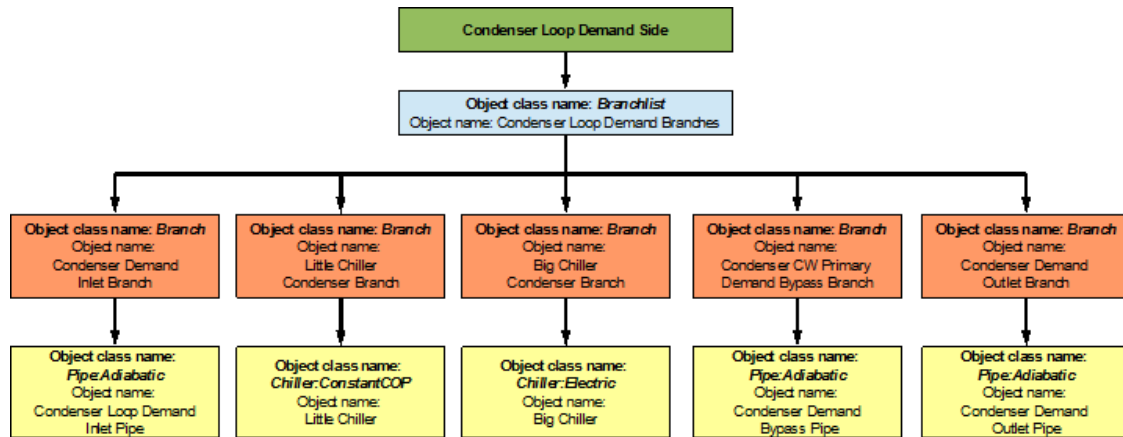 Condenser Loop Demand Side
Object class name: Branchlist
Object name: Condenser Loop Demand Branches
Object class name: Branch
Object name:
Condenser Demand
Inlet Branch
Object class name: Branch
Object name:
Little Chiller
Condenser Branch
Object class name: Branch
Object name:
Big Chiller
Condenser Branch
Object class name: Branch
Object name:
Condenser CW Primary
Demand Bypass Branch
Object class name: Branch
Object name:
Condenser Demand
Outlet Branch
Object class name:
Pipe:Adiabatic
Object name:
Condenser Loop Demand
Inlet Pipe
Object class name:
Chiller:ConstantCOP
Object name:
Little Chiller
Object class name:
Chiller:Electric
Object name:
Big Chiller
Object class name:
Pipe:Adiabatic
Object name:
Condenser Demand
Bypass Pipe
Object class name:
Pipe:Adiabatic
Object name:
Condenser Demand
Outlet Pipe